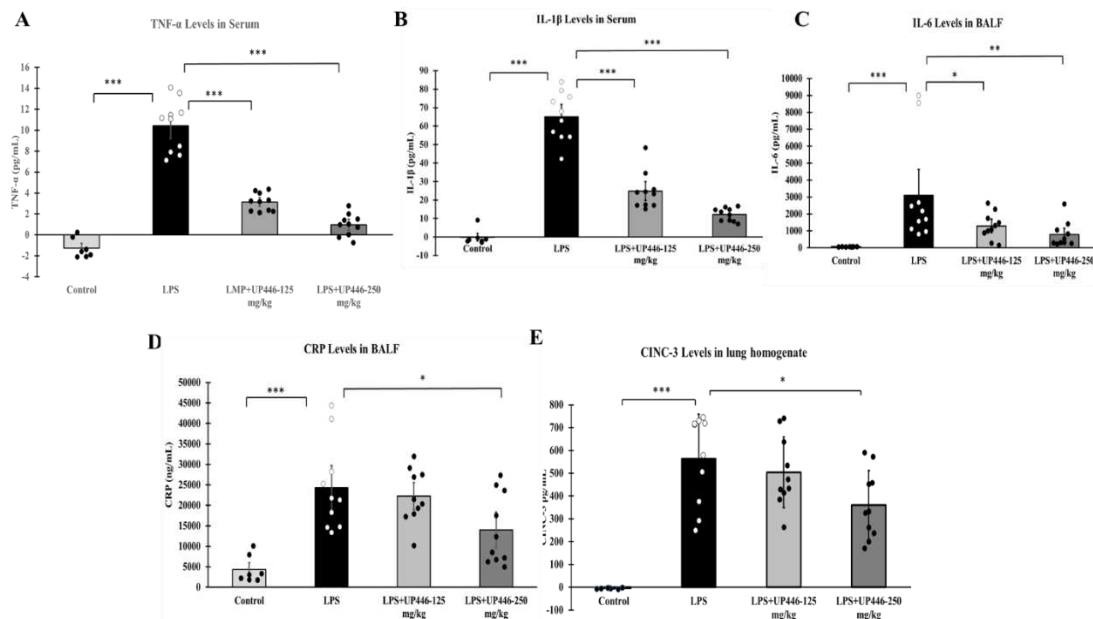 A
TNF-α Levels in Serum
***
***
***
TNF-α (pg/mL)
16
14
12
10
8
6
4
2
0
-2
-4
Control
LPS
LMP+UP446-125
mg/kg
LPS+UP446-250
mg/kg
B
IL-1β Levels in Serum
***
***
***
IL-1β (pg/mL)
90
80
70
60
50
40
30
20
10
0
-10
Control
LPS
LPS+UP446-125
mg/kg
LPS+UP446-250
mg/kg
C
IL-6 Levels in BALF
**
***
*
IL-6 (pg/mL)
10000
9000
8000
7000
6000
5000
4000
3000
2000
1000
0
Control
LPS
LPS+UP446-125
mg/kg
LPS+UP446-250
mg/kg
D
CRP Levels in BALF
*
***
CRP (ng/mL)
50000
45000
40000
35000
30000
25000
20000
15000
10000
5000
0
Control
LPS
LPS+UP446-125
mg/kg
LPS+UP446-250
mg/kg
E
CINC-3 Levels in lung homogenate
*
***
CINC-3 pg/mL
800
700
600
500
400
300
200
100
0
-100
Control
LPS
LPS+UP446-125
mg/kg
LPS+UP446-250
mg/kg